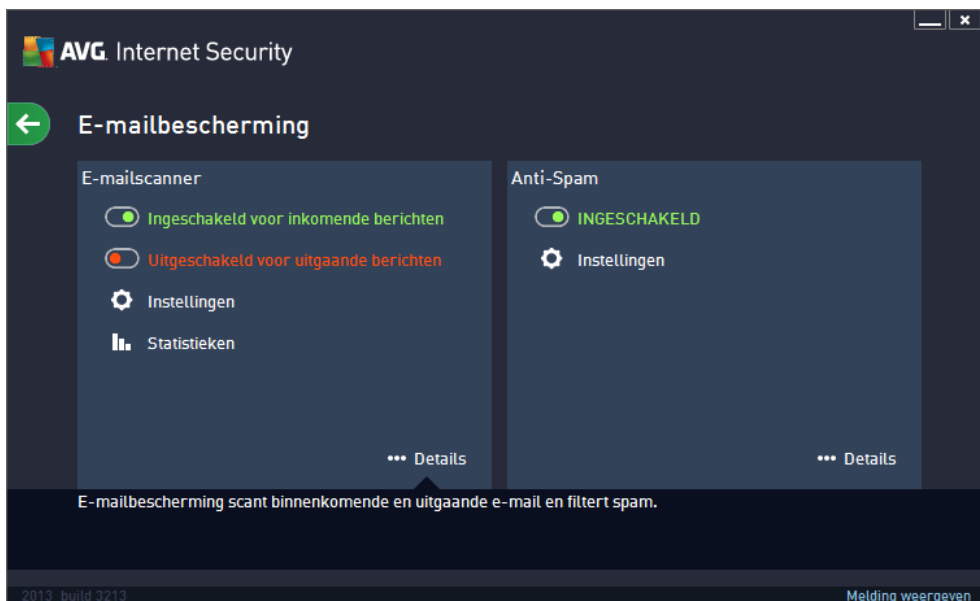 AVG. Internet Security
E-mailbescherming
E-mailscanner
Ingeschakeld voor inkomende berichten
Uitgeschakeld voor uitgaande berichten
Instellingen
Statistieken
Details
Anti-Spam
INGESCHAKELD
Instellingen
Details
E-mailbescherming scant binnenkomende en uitgaande e-mail en filtert spam.
2013 build 3213
Melding weergeven